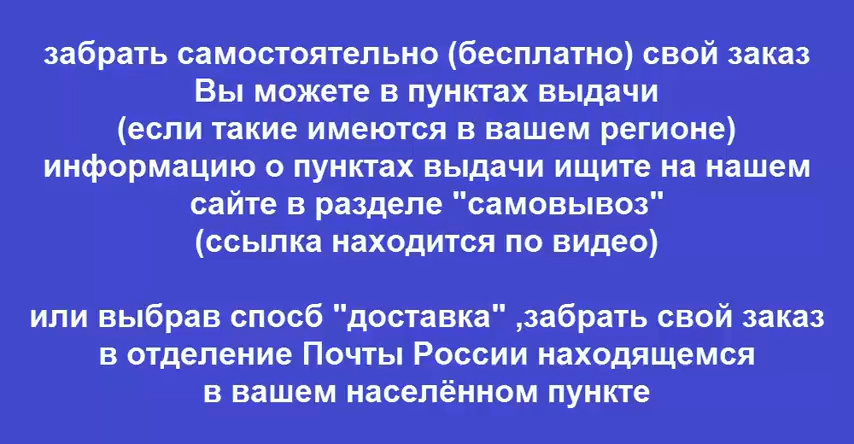 забрать самостоятельно (бесплатно) свой заказ
Вы можете в пунктах выдачи
(если такие имеются в вашем регионе)
информацию о пунктах выдачи ищите на нашем
сайте в разделе "самовывоз"
(ссылка находится по видео)
или выбрав спосб "доставка" ,забрать свой заказ
в отделение Почты России находящемся
в вашем населённом пункте